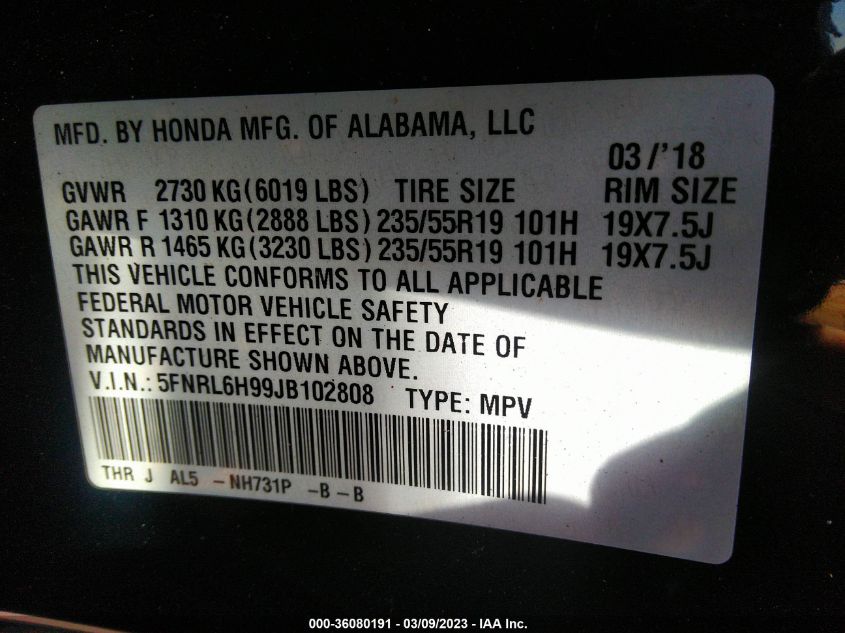 MFD. BY HONDA MFG. OF ALABAMA, LLC
03/'18
GVWR 2730 KG(6019 LBS) TIRE SIZE RIM SIZE
GAWR F 1310 KG(2888 LBS) 235/55R19 101H 19X7.5J
GAWR R 1465 KG(3230 LBS) 235/55R19 101H 19X7.5J
THIS VEHICLE CONFORMS TO ALL APPLICABLE
FEDERAL MOTOR VEHICLE SAFETY
STANDARDS IN EFFECT ON THE DATE OF
MANUFACTURE SHOWN ABOVE.
V.I.N.: 5FNRL6H99JB102808 TYPE: MPV
THR J AL5 -NH731P -B-B
000-36080191 - 03/09/2023 - IAA Inc.